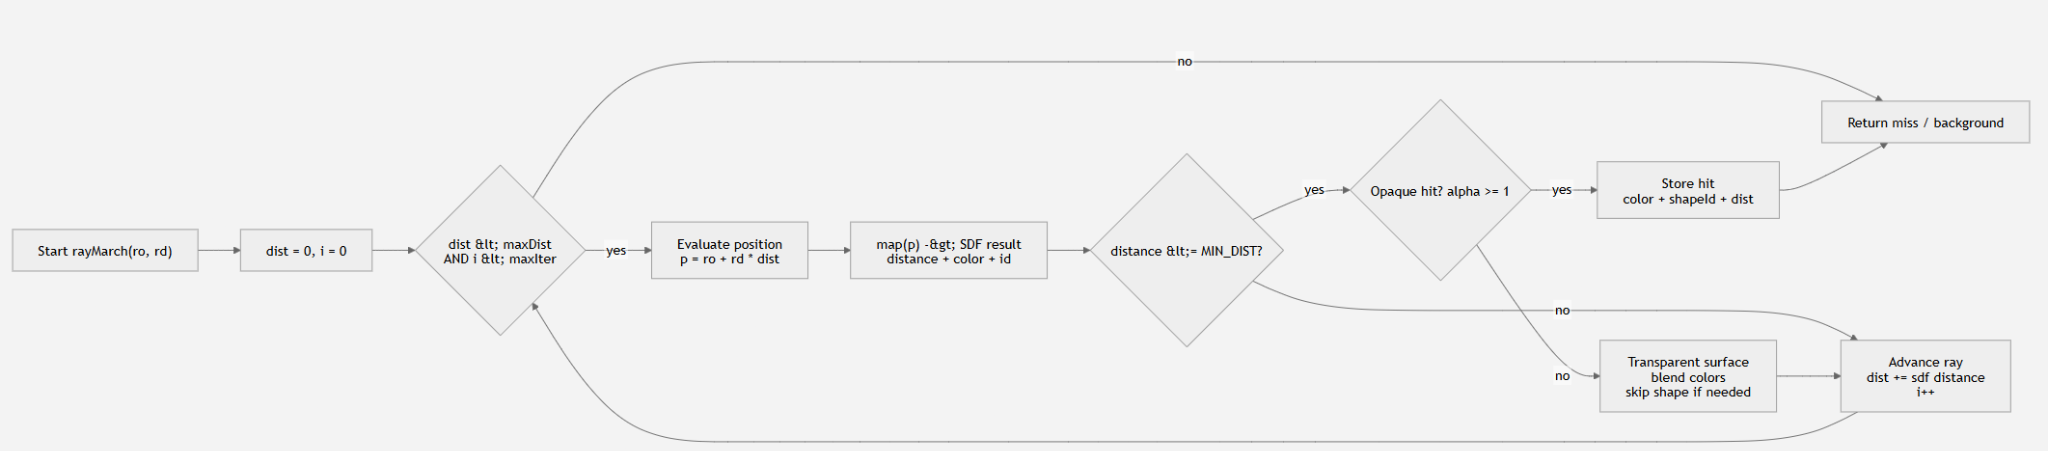 Start rayMarch(ro, rd)
dist = 0, i = 0
dist &lt; maxDist
AND i &lt; maxIter
no
yes
Evaluate position
p = ro + rd * dist
map(p) -&gt; SDF result
distance + color + id
distance &lt;= MIN_DIST?
yes
no
Opaque hit? alpha >= 1
yes
no
Store hit
color + shapeId + dist
Return miss / background
Transparent surface
blend colors
skip shape if needed
Advance ray
dist += sdf distance
i++